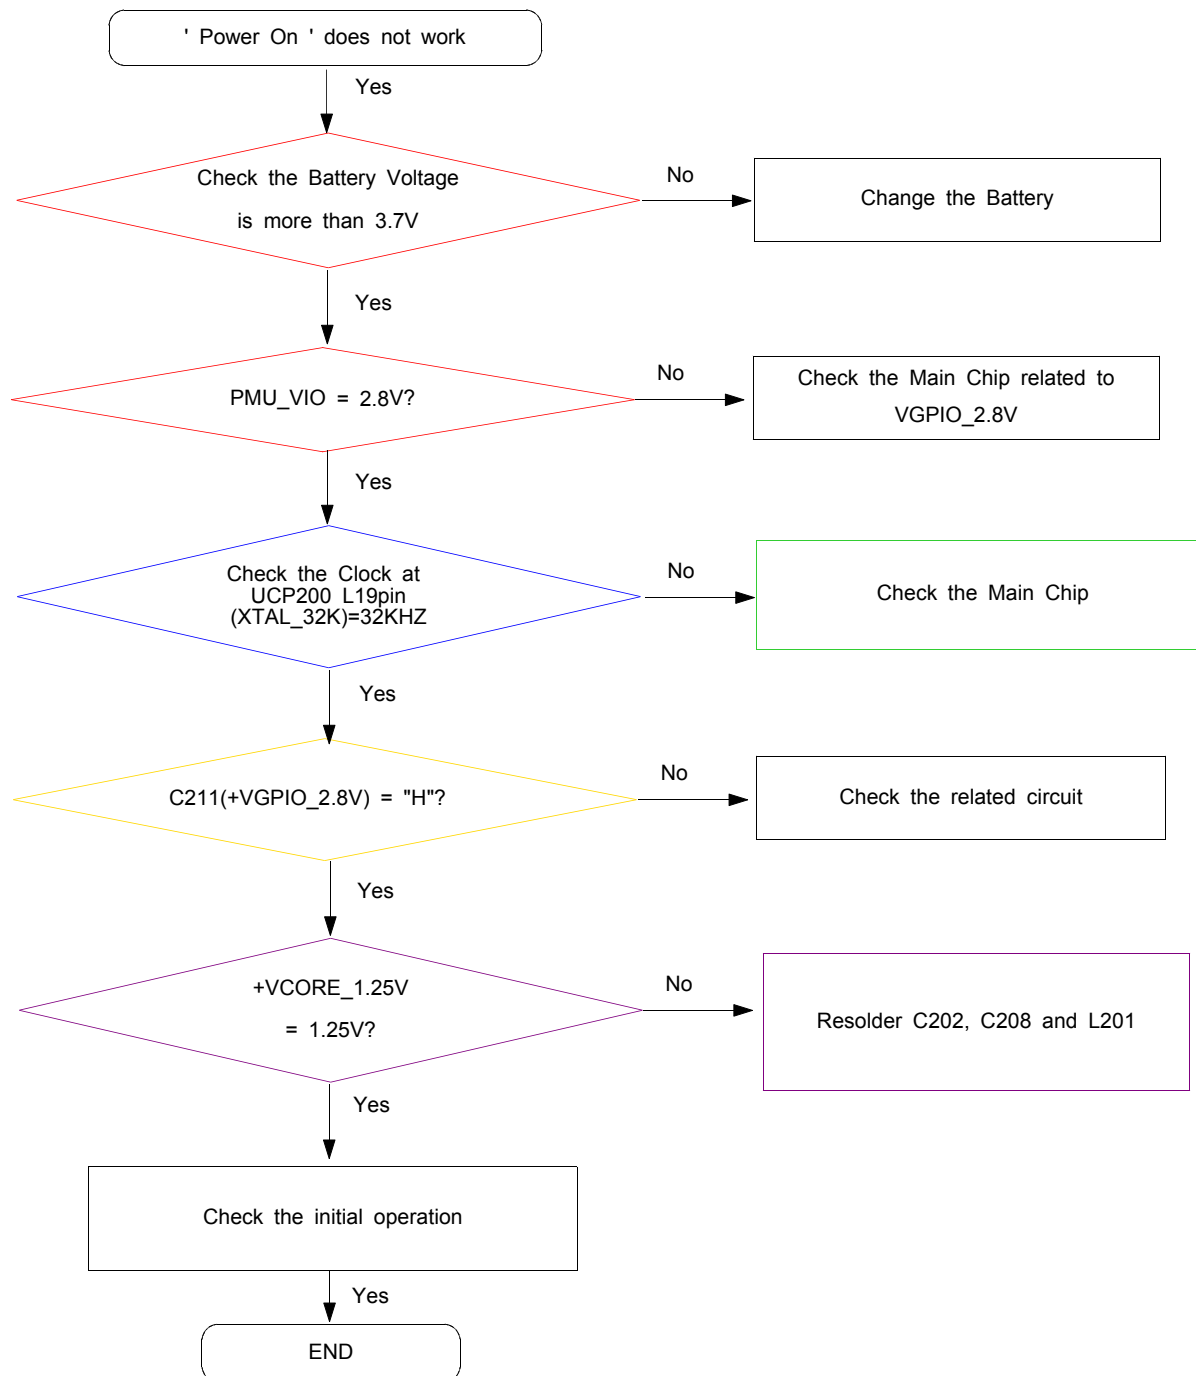 ' Power On ' does not work
Yes
Check the Battery Voltage
is more than 3.7V
No
Change the Battery
Yes
PMU_VIO = 2.8V?
No
Check the Main Chip related to
VGPIO_2.8V
Yes
Check the Clock at
UCP200 L19pin
(XTAL_32K)=32KHZ
No
Check the Main Chip
Yes
C211(+VGPIO_2.8V) = "H"?
No
Check the related circuit
Yes
+VCORE_1.25V
= 1.25V?
No
Resolder C202, C208 and L201
Yes
Check the initial operation
Yes
END